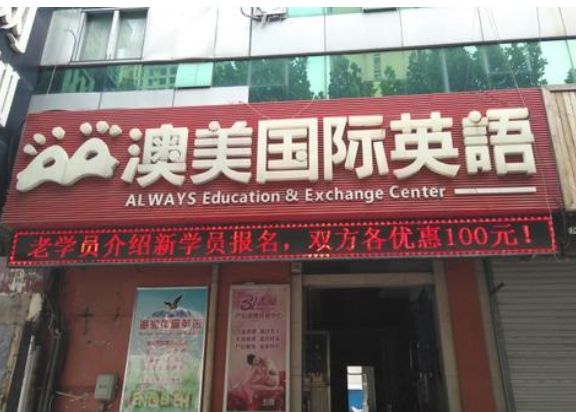 澳美国际英語
ALWAYS Education & Exchange Center
老学员介绍新学员报名，双方各优惠100元！